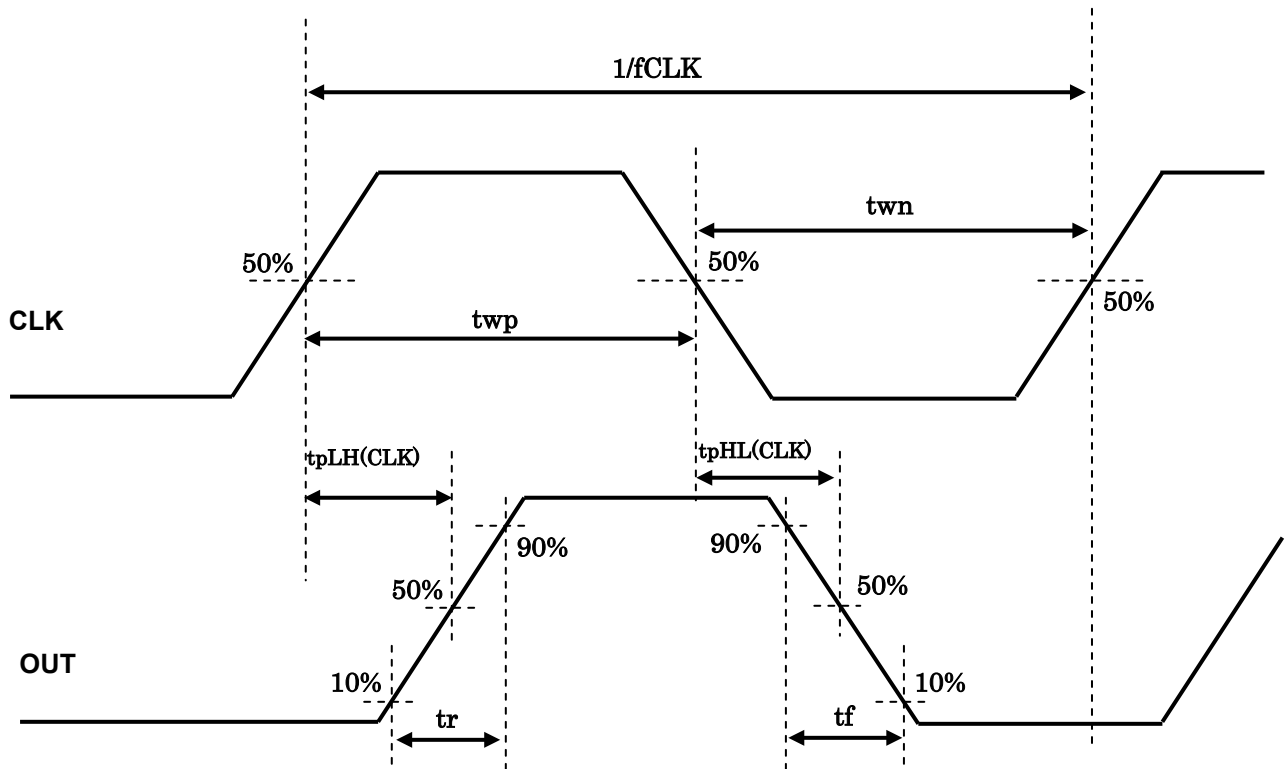 1/fCLK
twn
50%
50%
50%
CLK
twp
tpLH(CLK)
tpHL(CLK)
90%
90%
50%
50%
OUT
10%
10%
tr
tf